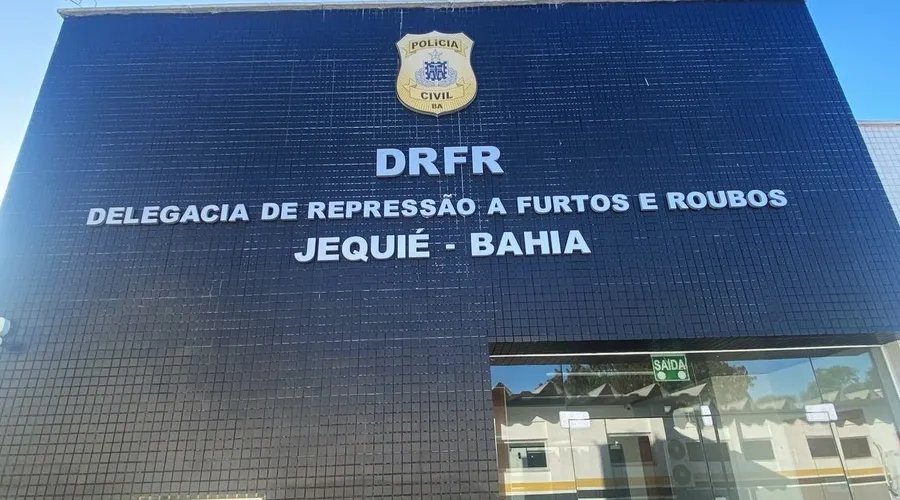 POLÍCIA
CIVIL
BA
DRFR
DELEGACIA DE REPRESSÃO A FURTOS E ROUBOS
JEQUIÉ - BAHIA
SAÍDA